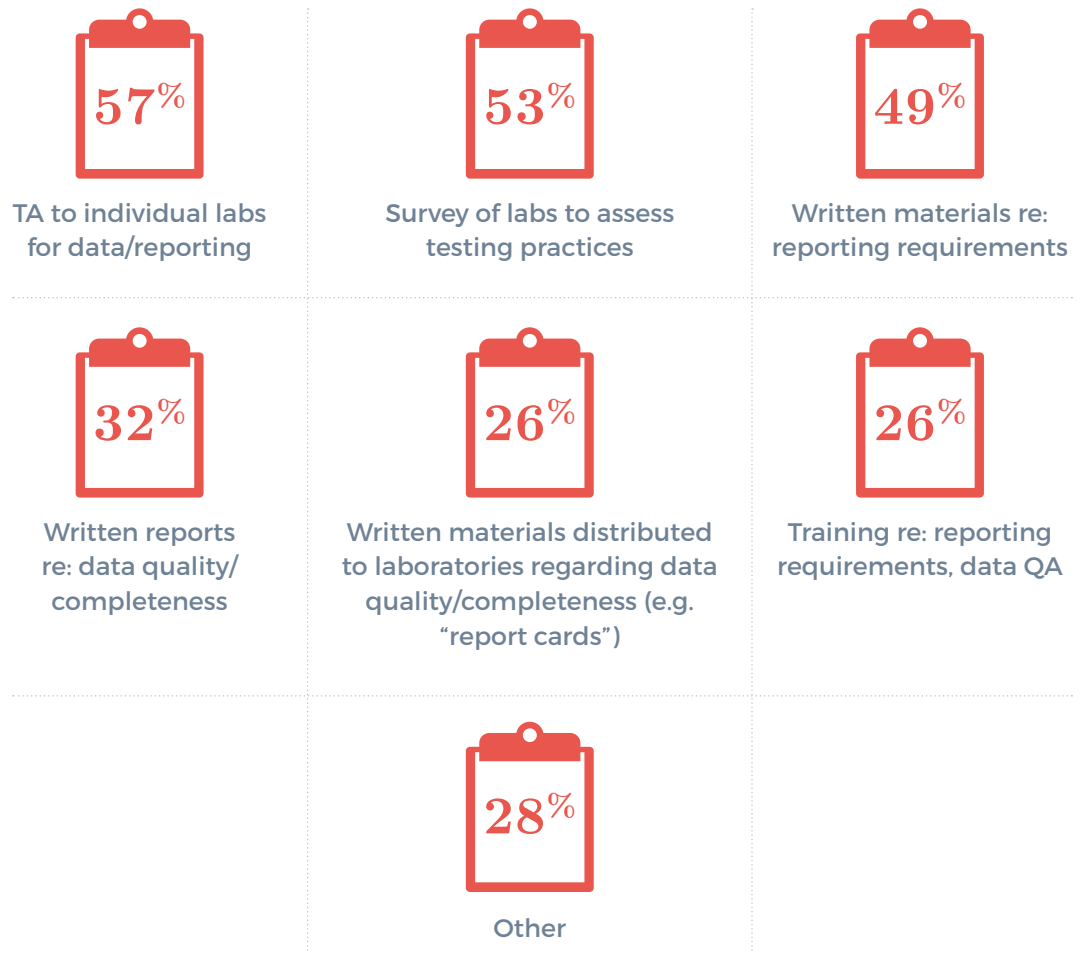 57%
TA to individual labs
for data/reporting
53%
Survey of labs to assess
testing practices
49%
Written materials re:
reporting requirements
32%
Written reports
re: data quality/
completeness
26%
Written materials distributed
to laboratories regarding data
quality/completeness (e.g.
“report cards”)
26%
Training re: reporting
requirements, data QA
28%
Other